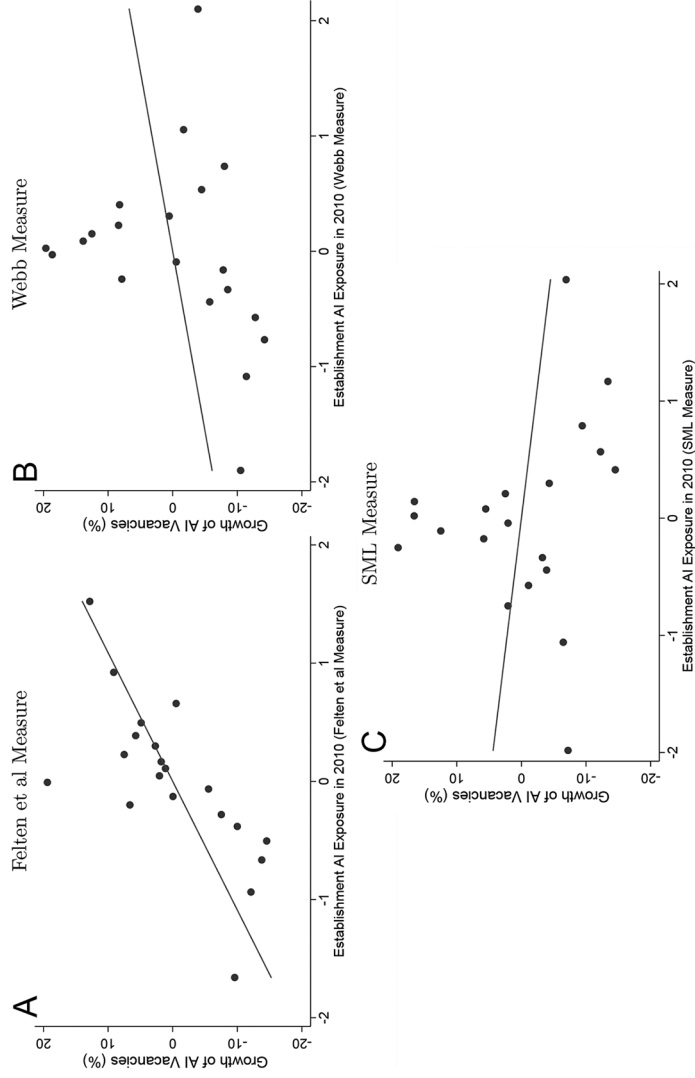 A
Felten et al Measure
Growth of AI Vacancies (%)
20
10
0
-10
-20
-2
-1
0
1
2
Establishment AI Exposure in 2010 (Felten et al Measure)
B
Webb Measure
Growth of AI Vacancies (%)
20
10
0
-10
-20
-2
-1
0
1
2
Establishment AI Exposure in 2010 (Webb Measure)
C
SML Measure
Growth of AI Vacancies (%)
20
10
0
-10
-20
-2
-1
0
1
2
Establishment AI Exposure in 2010 (SML Measure)